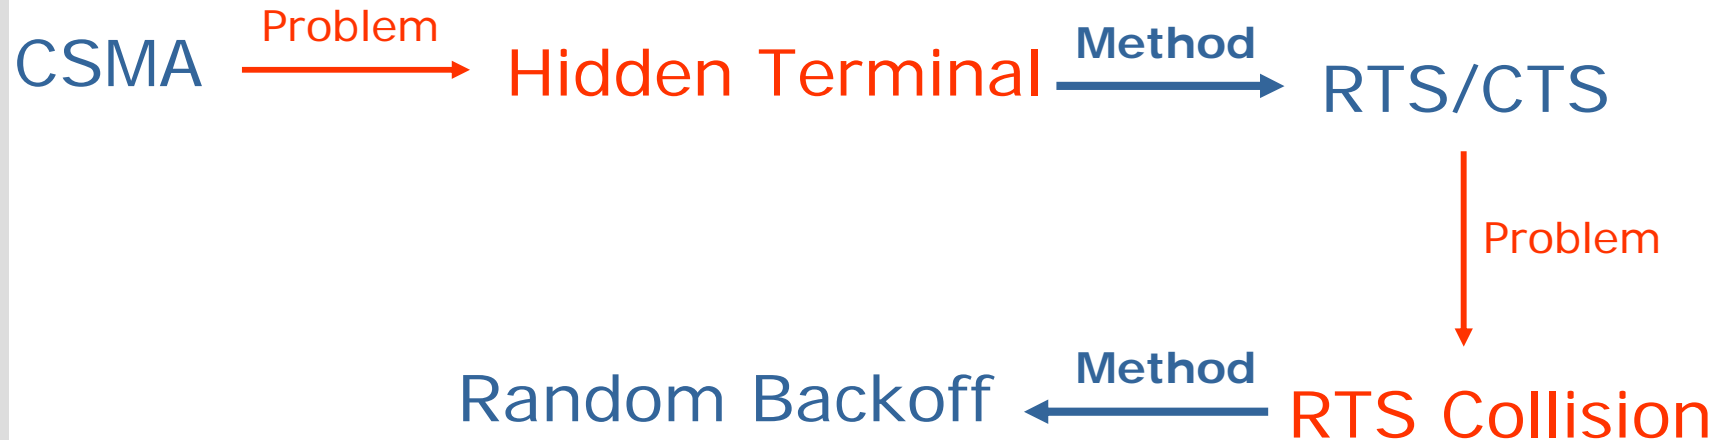 CSMA
Problem
Hidden Terminal
Method
RTS/CTS
Problem
RTS Collision
Method
Random Backoff